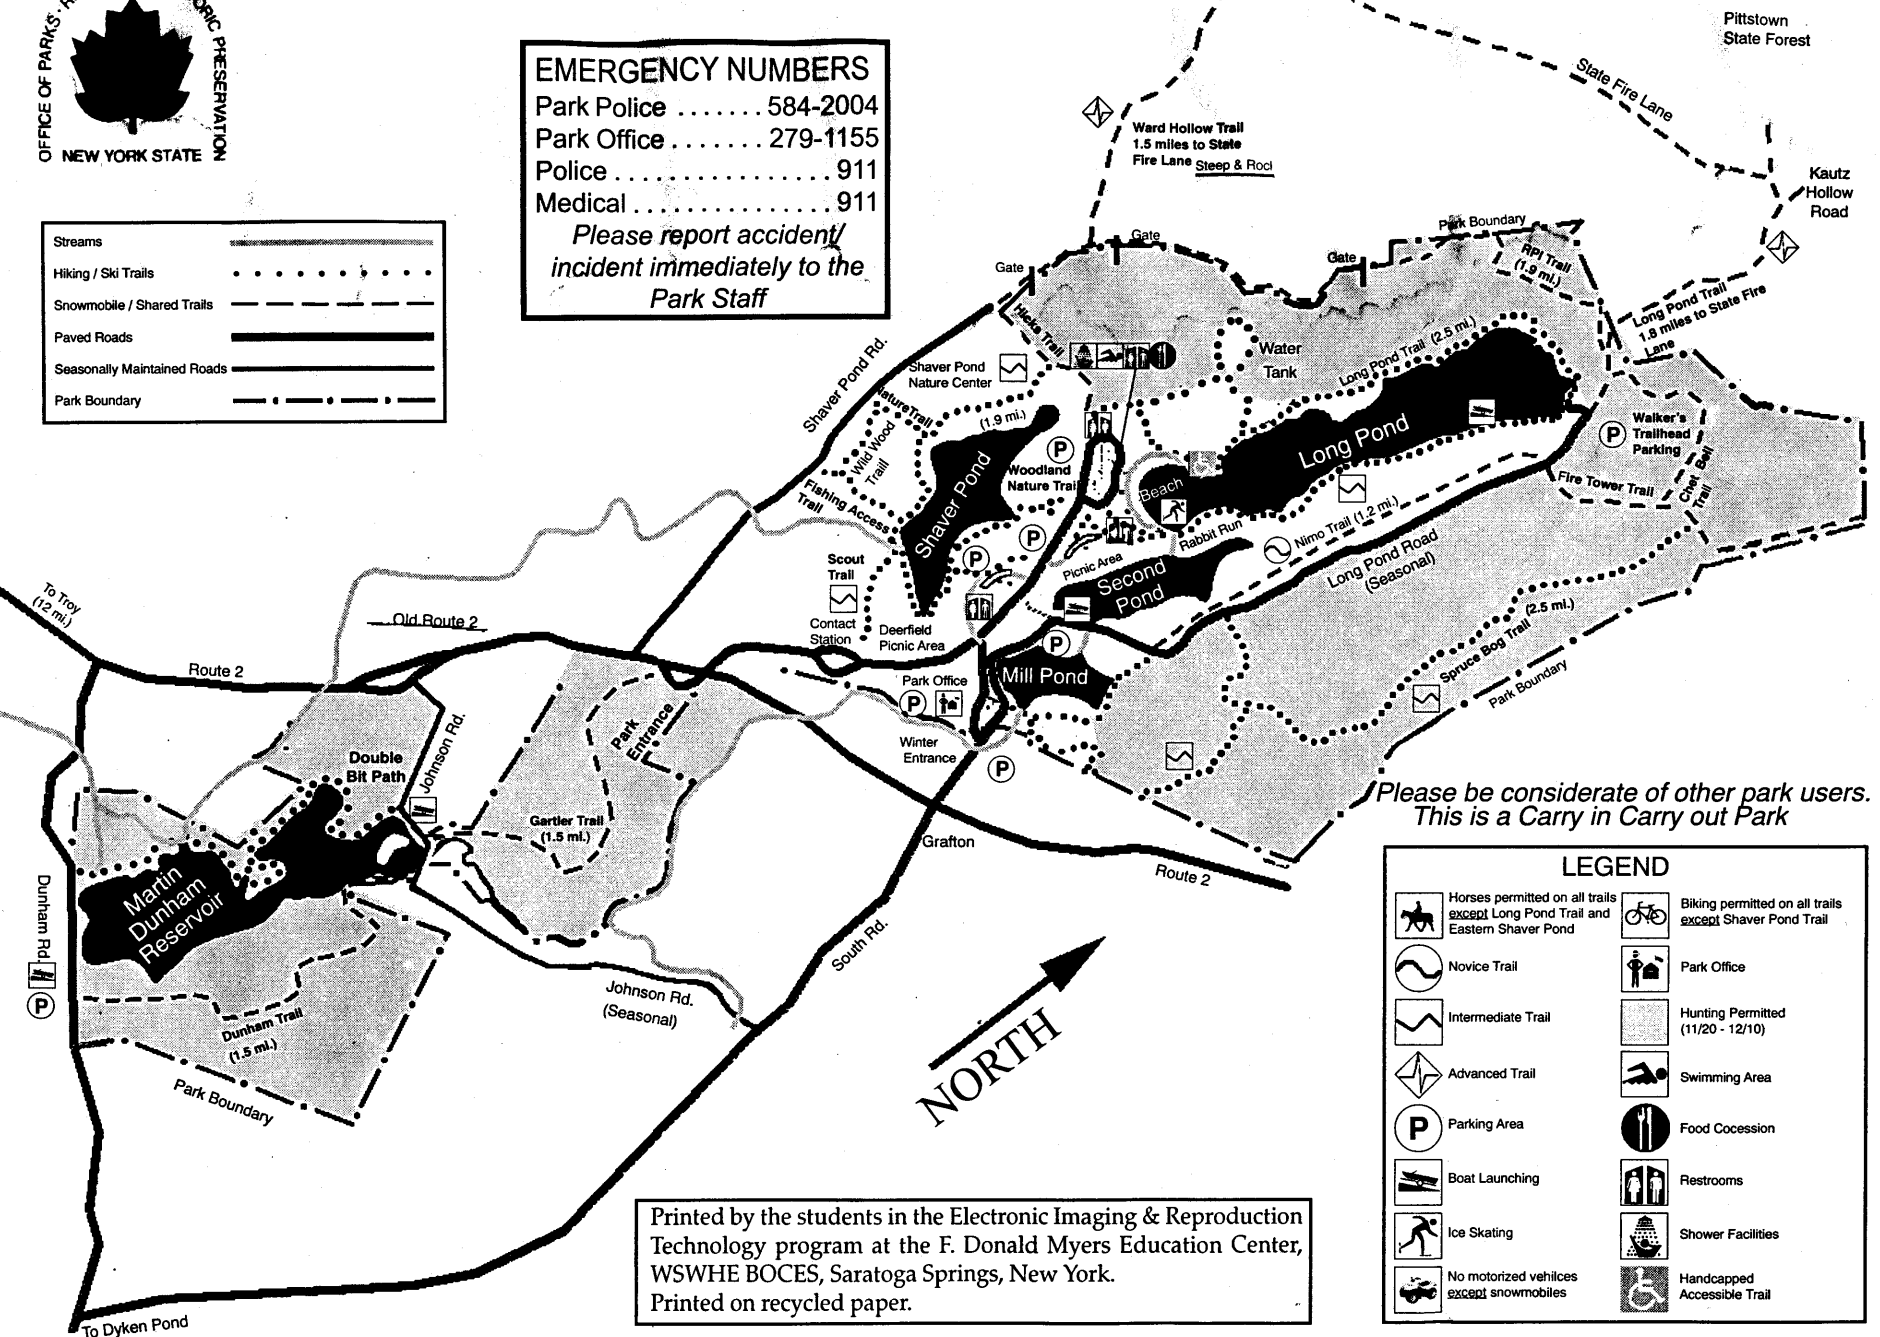 OFFICE OF PARKS
HISTORIC PRESERVATION
NEW YORK STATE
EMERGENCY NUMBERS
Park Police ....... 584-2004
Park Office ....... 279-1155
Police ................. 911
Medical ............... 911
Please report accident/
incident immediately to the
Park Staff
Streams
Hiking / Ski Trails
Snowmobile / Shared Trails
Paved Roads
Seasonally Maintained Roads
Park Boundary
Pittstown
State Forest
State Fire Lane
Kautz
Hollow
Road
Ward Hollow Trail
1.5 miles to State
Fire Lane Steep & Rocl
Gate
Gate
Gate
Park Boundary
RPI Trail
(1.9 mi.)
Long Pond Trail
1.8 miles to State Fire
Lane
Hicks Trail
Shaver Pond Rd.
Shaver Pond
Nature Center
Water
Tank
Long Pond Trail (2.5 mi.)
Nature Trail
(1.9 mi.)
Wild Wood
Traill
P
Woodland
Nature Trai
Long Pond
P
Walker's
Trailhead
Parking
Chet Bell
Trail
Fire Tower Trail
Beach
Fishing Access
Trail
Shaver Pond
P
P
Rabbit Run
Nimo Trail (1.2 mi.)
Picnic Area
Second
Pond
Long Pond Road
(Seasonal)
Scout
Trail
Contact
Station
Deerfield
Picnic Area
To Troy
(12 mi.)
Old Route 2
Route 2
P
Mill Pond
Park Office
P
Winter
Entrance
P
(2.5 mi.)
Spruce Bog Trail
Park Boundary
Park
Entrance
Johnson Rd.
Double
Bit Path
Gartler Trail
(1.5 ml.)
Grafton
Route 2
Please be considerate of other park users.
This is a Carry in Carry out Park
Martin
Dunham
Reservoir
Dunham Rd.
P
South Rd.
Johnson Rd.
(Seasonal)
Dunham Trail
(1.5 mi.)
Park Boundary
NORTH
To Dyken Pond
LEGEND
Horses permitted on all trails
except Long Pond Trail and
Eastern Shaver Pond
Biking permitted on all trails
except Shaver Pond Trail
Novice Trail
Park Office
Intermediate Trail
Hunting Permitted
(11/20 - 12/10)
Advanced Trail
Swimming Area
P
Parking Area
Food Cocession
Boat Launching
Restrooms
Ice Skating
Shower Facilities
No motorized vehilces
except snowmobiles
Handcapped
Accessible Trail
Printed by the students in the Electronic Imaging & Reproduction
Technology program at the F. Donald Myers Education Center,
WSWHE BOCES, Saratoga Springs, New York.
Printed on recycled paper.